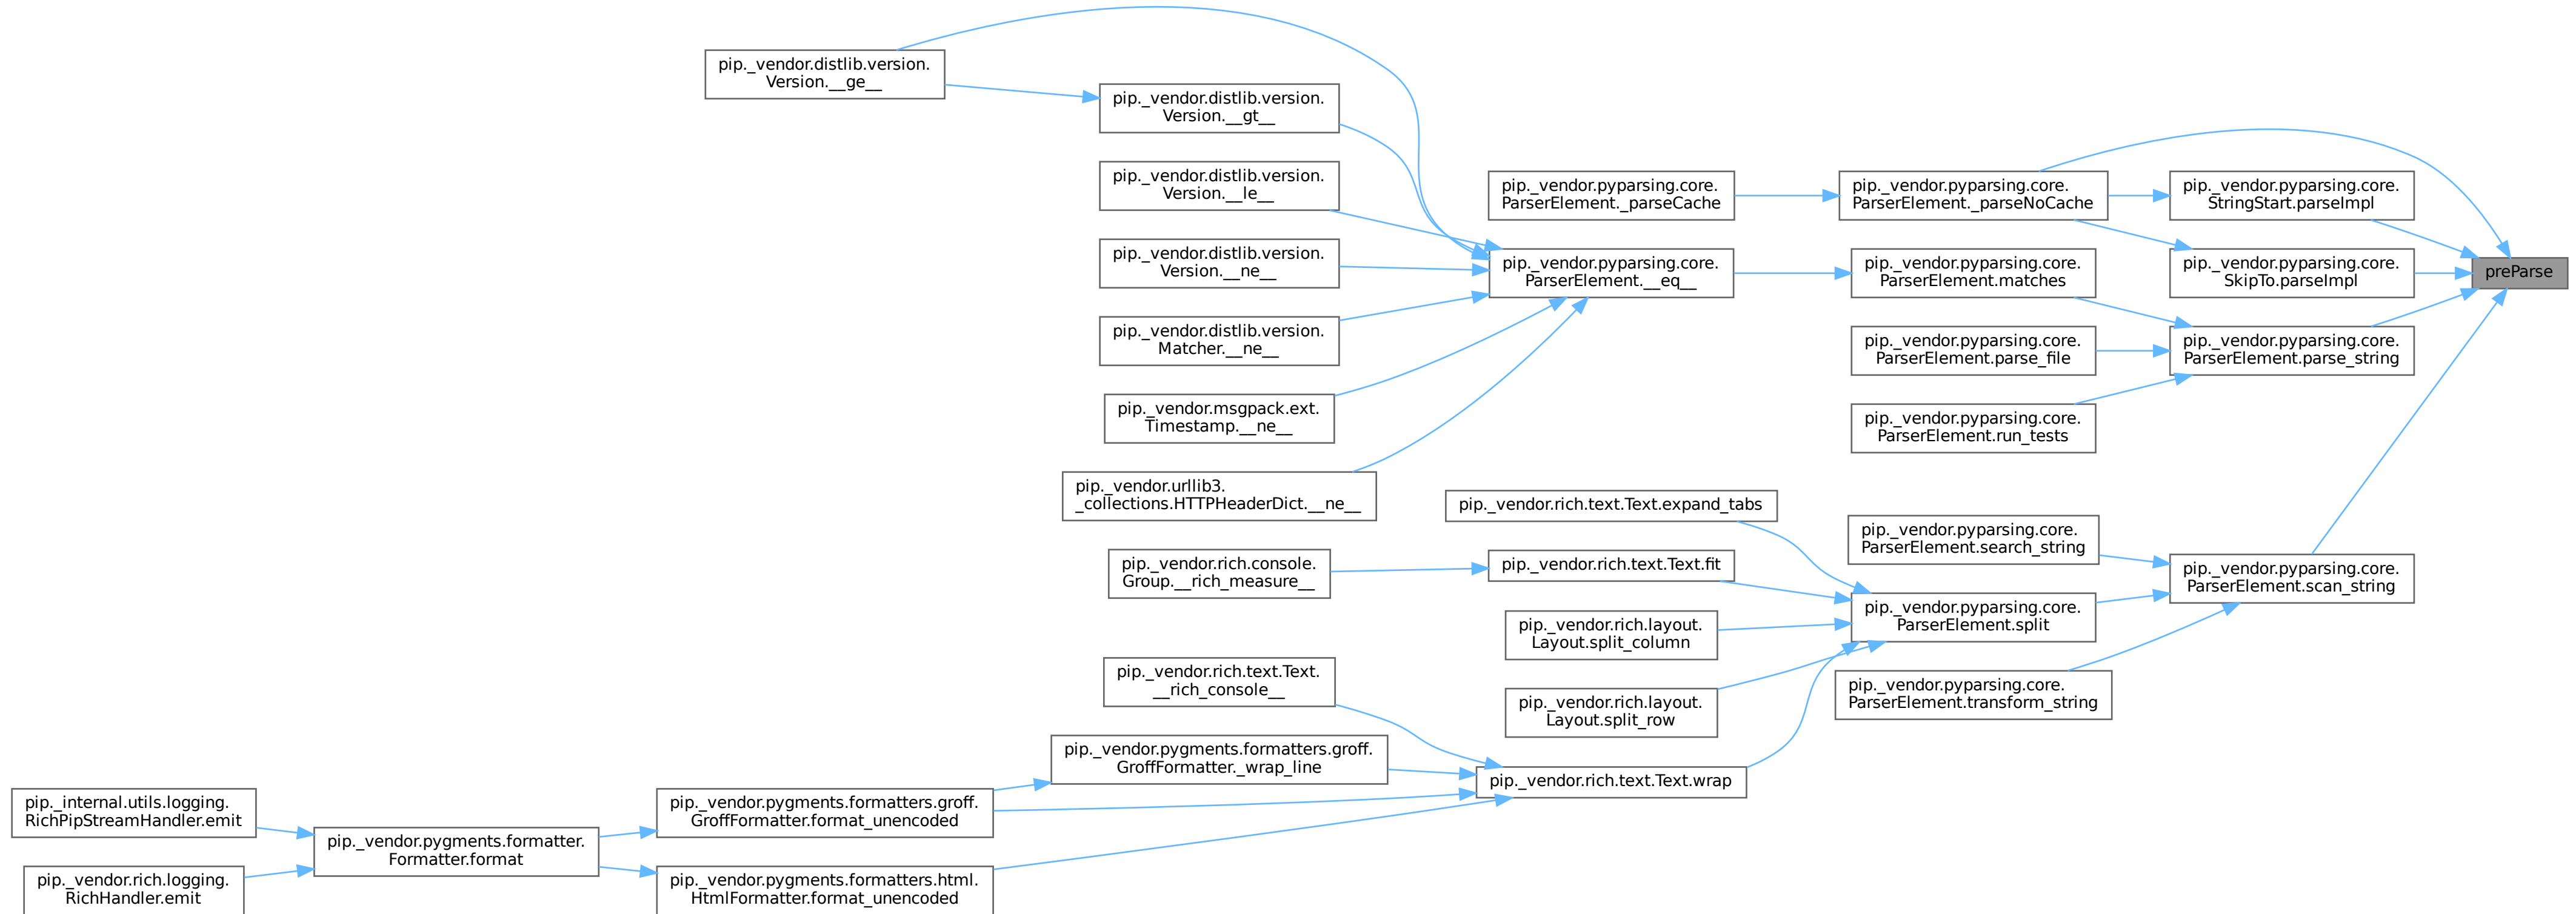 pip._vendor.distlib.version.
Version.__ge__
pip._vendor.distlib.version.
Version.__gt__
pip._vendor.distlib.version.
Version.__le__
pip._vendor.distlib.version.
Version.__ne__
pip._vendor.distlib.version.
Matcher.__ne__
pip._vendor.msgpack.ext.
Timestamp.__ne__
pip._vendor.urllib3.
_collections.HTTPHeaderDict.__ne__
pip._vendor.pyparsing.core.
ParserElement._parseCache
pip._vendor.pyparsing.core.
ParserElement.__eq__
pip._vendor.pyparsing.core.
ParserElement._parseNoCache
pip._vendor.pyparsing.core.
ParserElement.matches
pip._vendor.pyparsing.core.
ParserElement.parse_file
pip._vendor.pyparsing.core.
ParserElement.run_tests
pip._vendor.pyparsing.core.
StringStart.parseImpl
pip._vendor.pyparsing.core.
SkipTo.parseImpl
pip._vendor.pyparsing.core.
ParserElement.parse_string
preParse
pip._vendor.rich.text.Text.expand_tabs
pip._vendor.rich.console.
Group.__rich_measure__
pip._vendor.rich.text.Text.fit
pip._vendor.rich.layout.
Layout.split_column
pip._vendor.rich.layout.
Layout.split_row
pip._vendor.pyparsing.core.
ParserElement.search_string
pip._vendor.pyparsing.core.
ParserElement.split
pip._vendor.pyparsing.core.
ParserElement.transform_string
pip._vendor.pyparsing.core.
ParserElement.scan_string
pip._vendor.rich.text.Text.
__rich_console__
pip._vendor.pygments.formatters.groff.
GroffFormatter._wrap_line
pip._vendor.rich.text.Text.wrap
pip._internal.utils.logging.
RichPipStreamHandler.emit
pip._vendor.rich.logging.
RichHandler.emit
pip._vendor.pygments.formatter.
Formatter.format
pip._vendor.pygments.formatters.groff.
GroffFormatter.format_unencoded
pip._vendor.pygments.formatters.html.
HtmlFormatter.format_unencoded